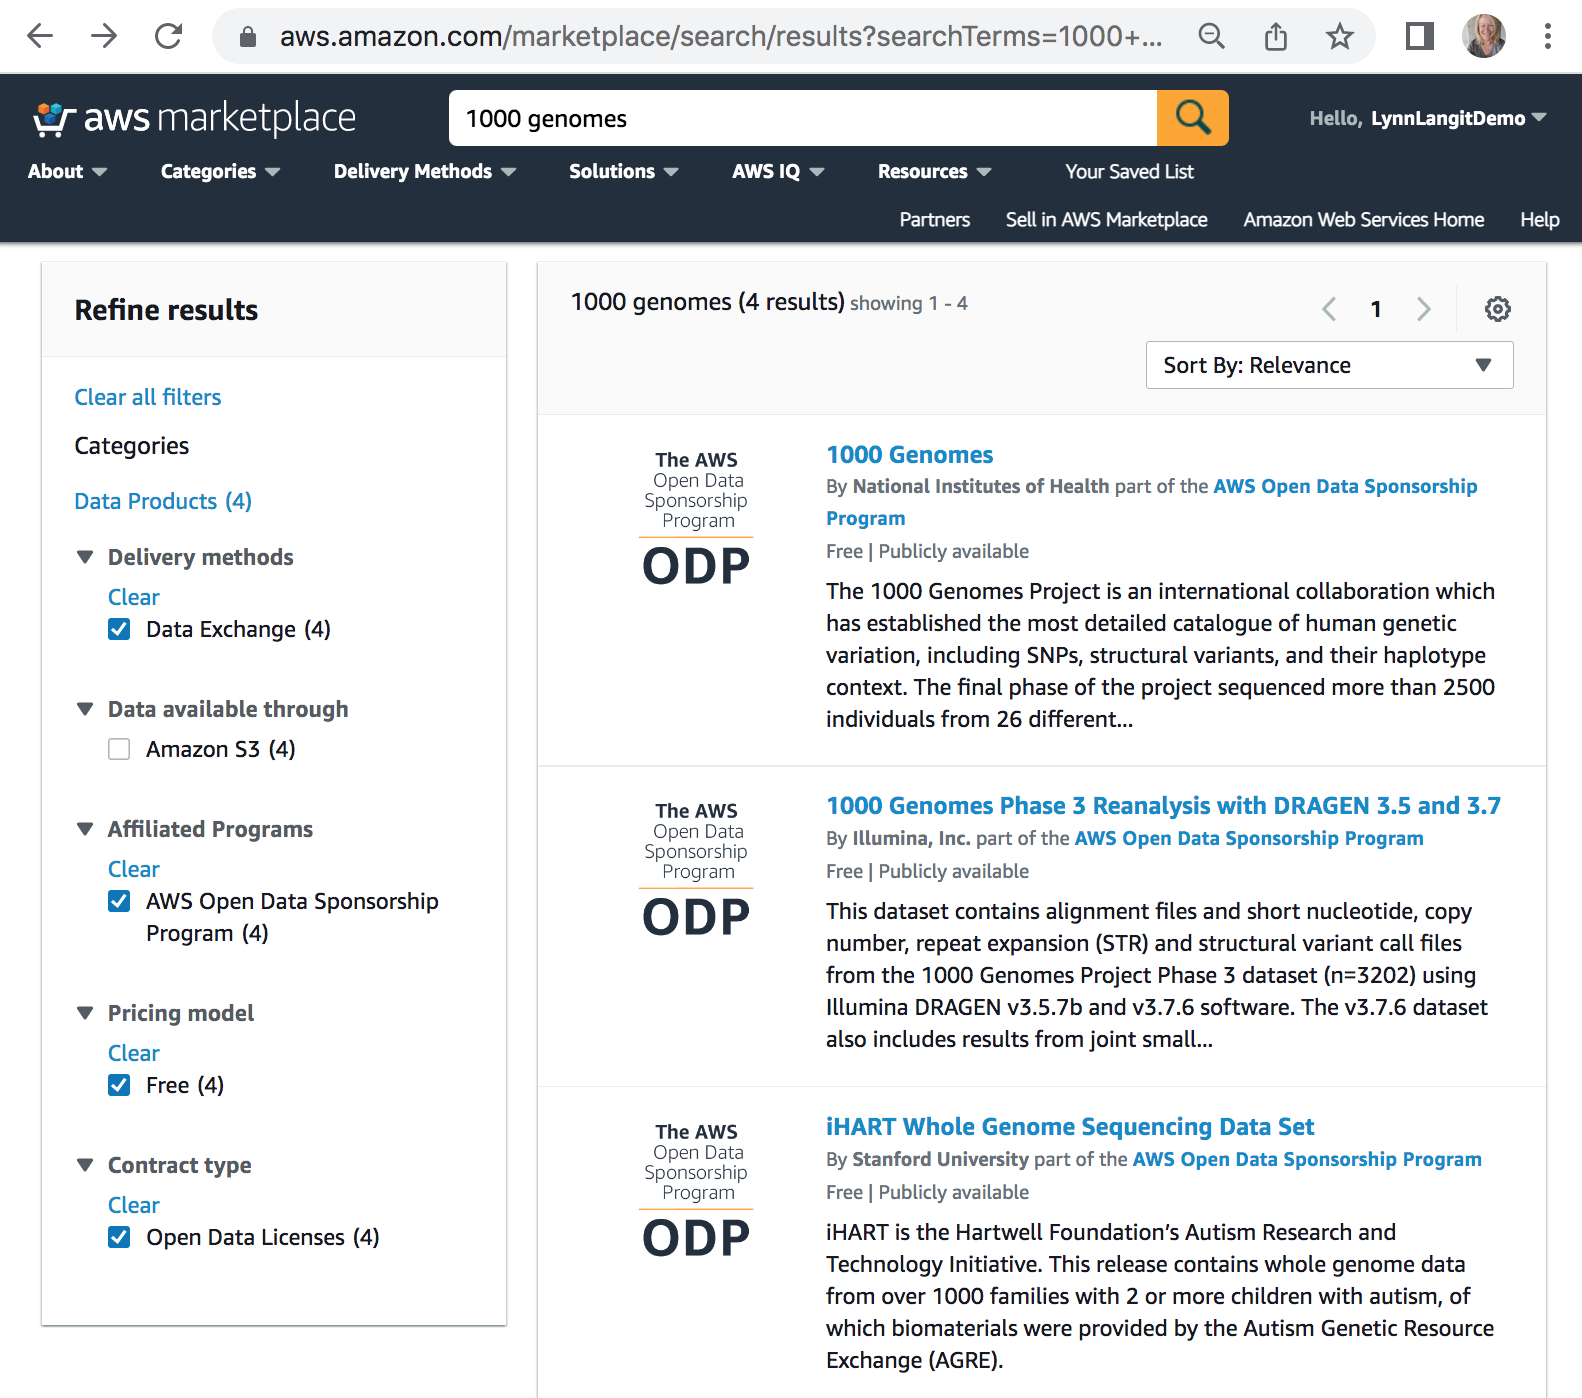 aws.amazon.com/marketplace/search/results?searchTerms=1000+...
aws marketplace
1000 genomes
Hello, LynnLangitDemo
About
Categories
Delivery Methods
Solutions
AWS IQ
Resources
Your Saved List
Partners
Sell in AWS Marketplace
Amazon Web Services Home
Help
Refine results
Clear all filters
Categories
Data Products (4)
Delivery methods
Clear
Data Exchange (4)
Data available through
Amazon S3 (4)
Affiliated Programs
Clear
AWS Open Data Sponsorship
Program (4)
Pricing model
Clear
Free (4)
Contract type
Clear
Open Data Licenses (4)
1000 genomes (4 results) showing 1 - 4
1
Sort By: Relevance
The AWS
Open Data
Sponsorship
Program
ODP
1000 Genomes
By National Institutes of Health part of the AWS Open Data Sponsorship
Program
Free | Publicly available
The 1000 Genomes Project is an international collaboration which
has established the most detailed catalogue of human genetic
variation, including SNPs, structural variants, and their haplotype
context. The final phase of the project sequenced more than 2500
individuals from 26 different...
The AWS
Open Data
Sponsorship
Program
ODP
1000 Genomes Phase 3 Reanalysis with DRAGEN 3.5 and 3.7
By Illumina, Inc. part of the AWS Open Data Sponsorship Program
Free | Publicly available
This dataset contains alignment files and short nucleotide, copy
number, repeat expansion (STR) and structural variant call files
from the 1000 Genomes Project Phase 3 dataset (n=3202) using
Illumina DRAGEN v3.5.7b and v3.7.6 software. The v3.7.6 dataset
also includes results from joint small...
The AWS
Open Data
Sponsorship
Program
ODP
iHART Whole Genome Sequencing Data Set
By Stanford University part of the AWS Open Data Sponsorship Program
Free | Publicly available
iHART is the Hartwell Foundation’s Autism Research and
Technology Initiative. This release contains whole genome data
from over 1000 families with 2 or more children with autism, of
which biomaterials were provided by the Autism Genetic Resource
Exchange (AGRE).